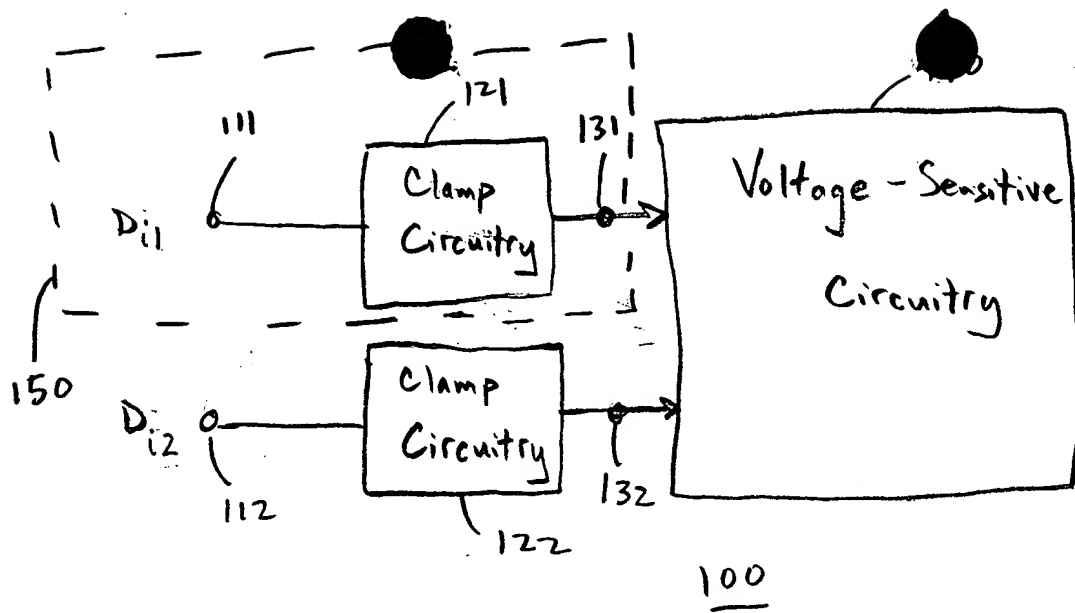 121
111
131
Clamp
Circuitry
Voltage - Sensitive
Circuitry
Di1
150
Clamp
Circuitry
Di2
112
132
122
100